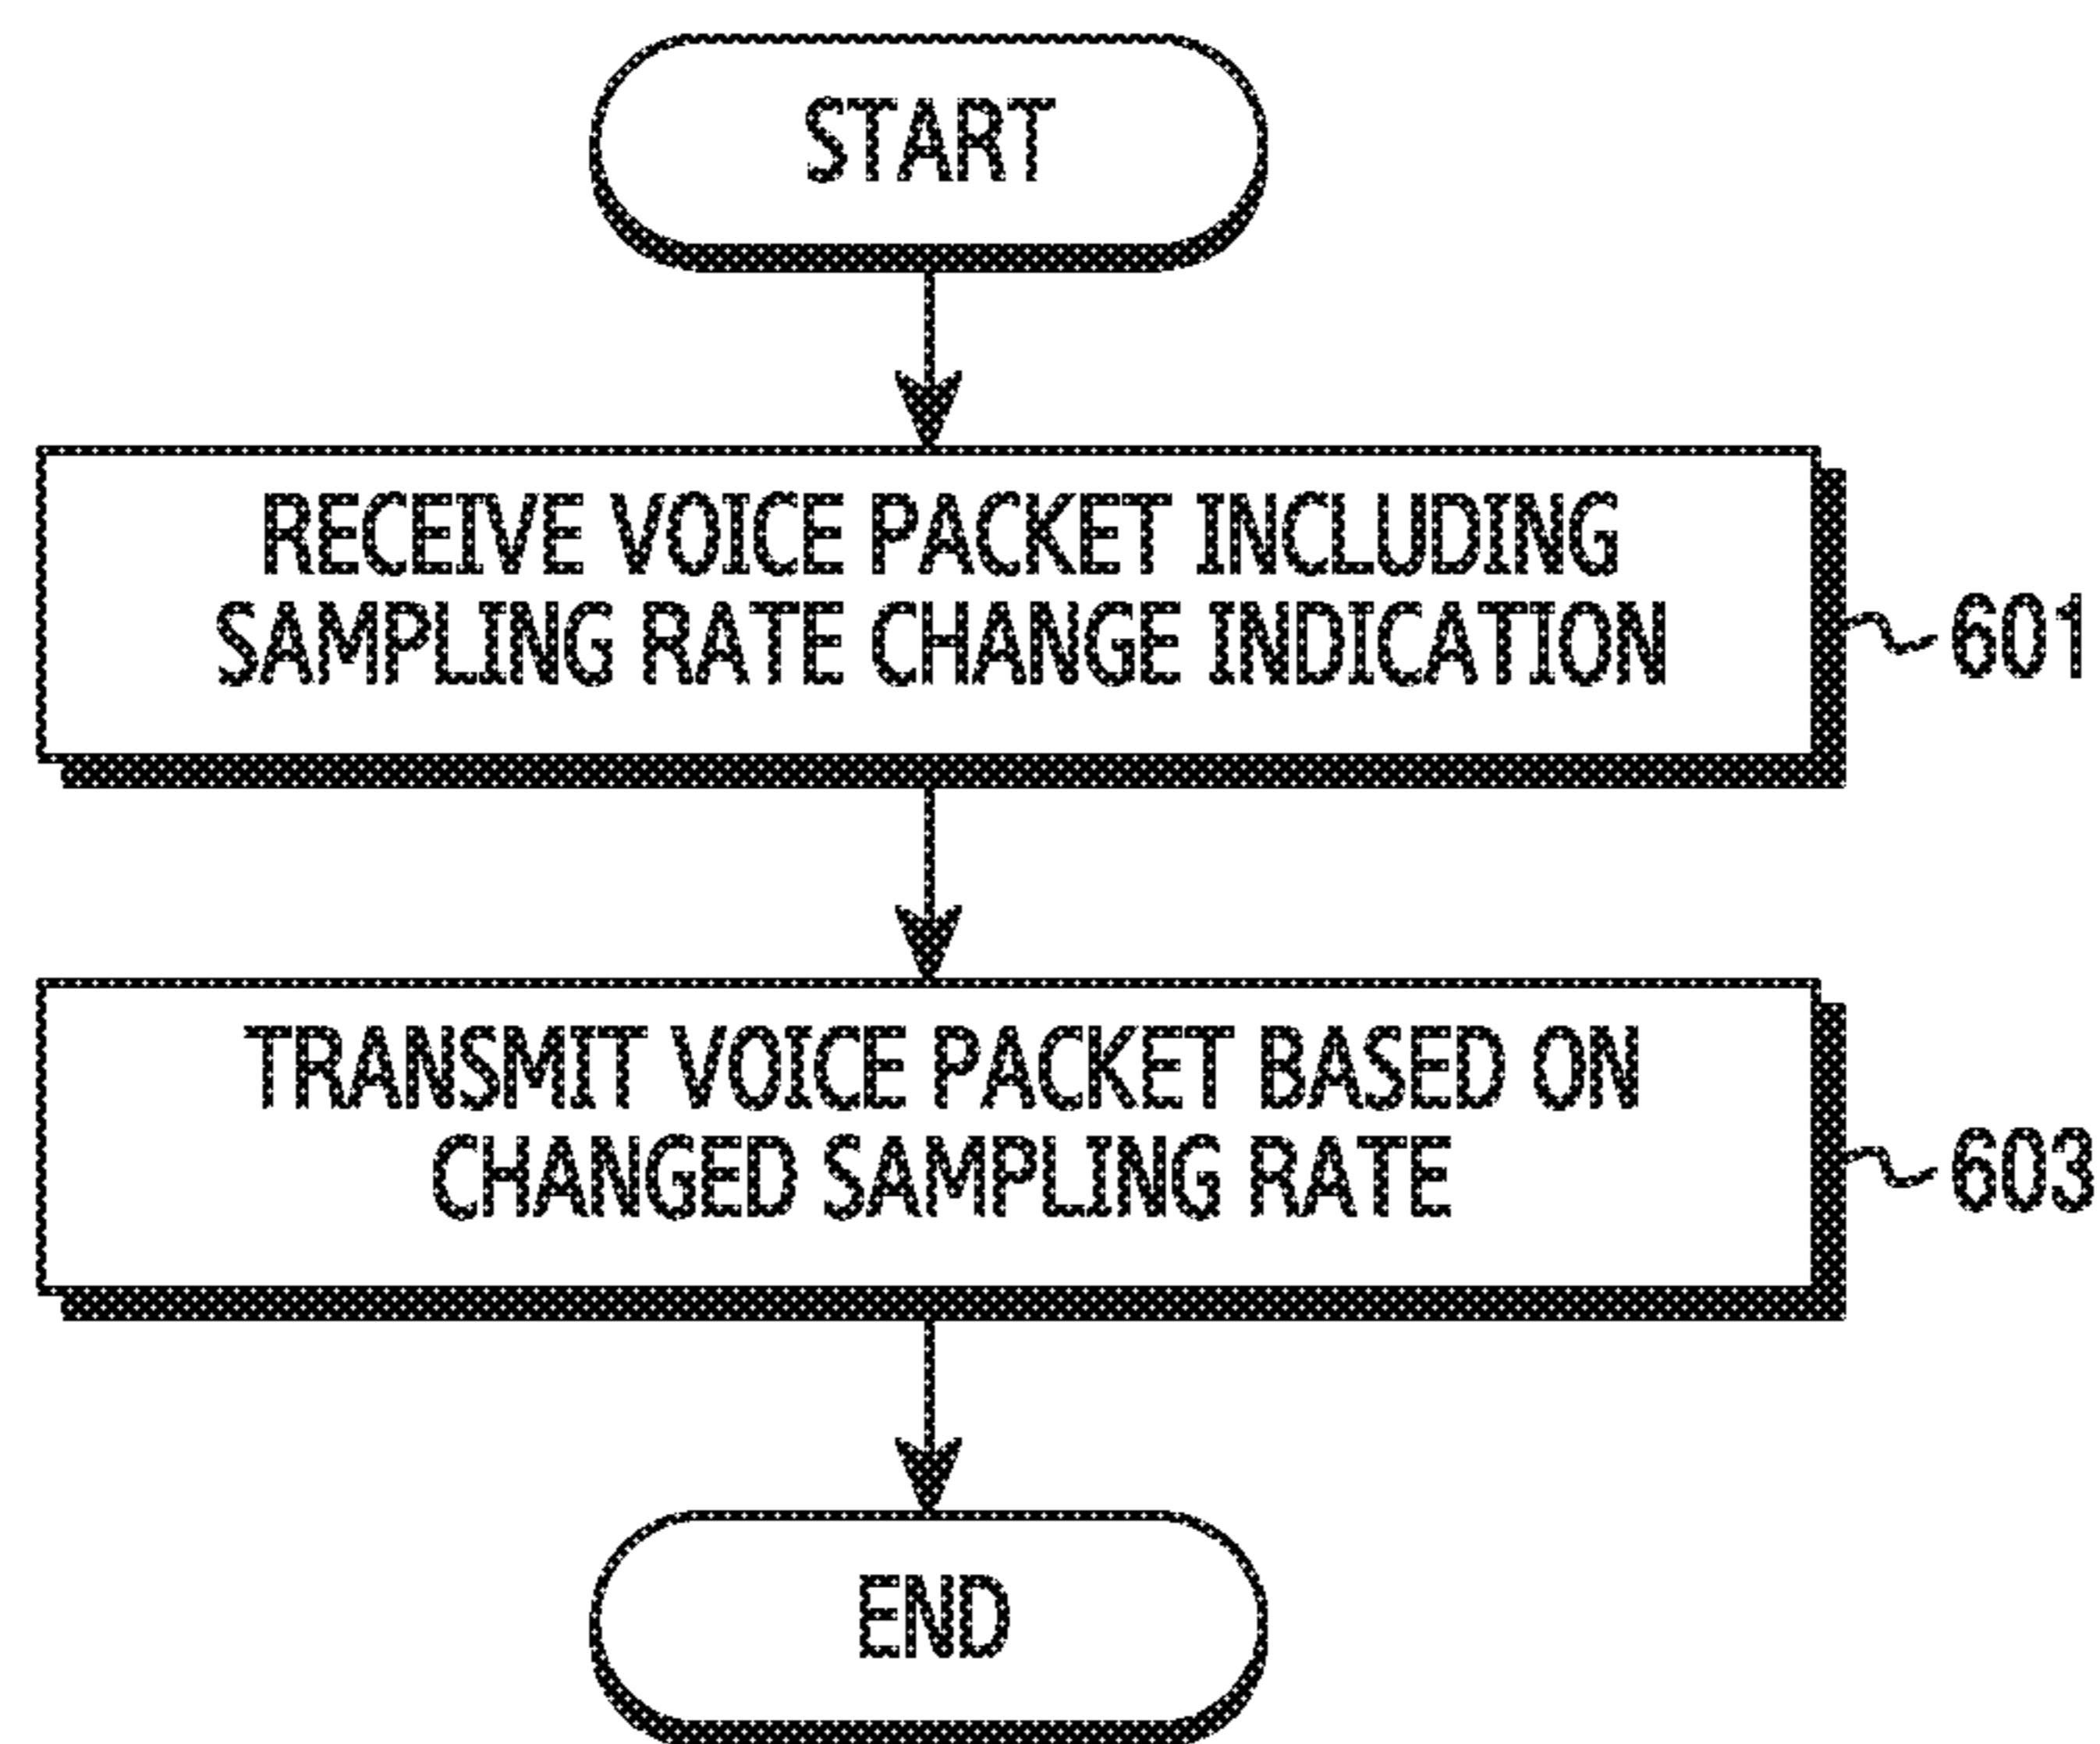 START
RECEIVE VOICE PACKET INCLUDING
SAMPLING RATE CHANGE INDICATION
601
TRANSMIT VOICE PACKET BASED ON
CHANGED SAMPLING RATE
603
END